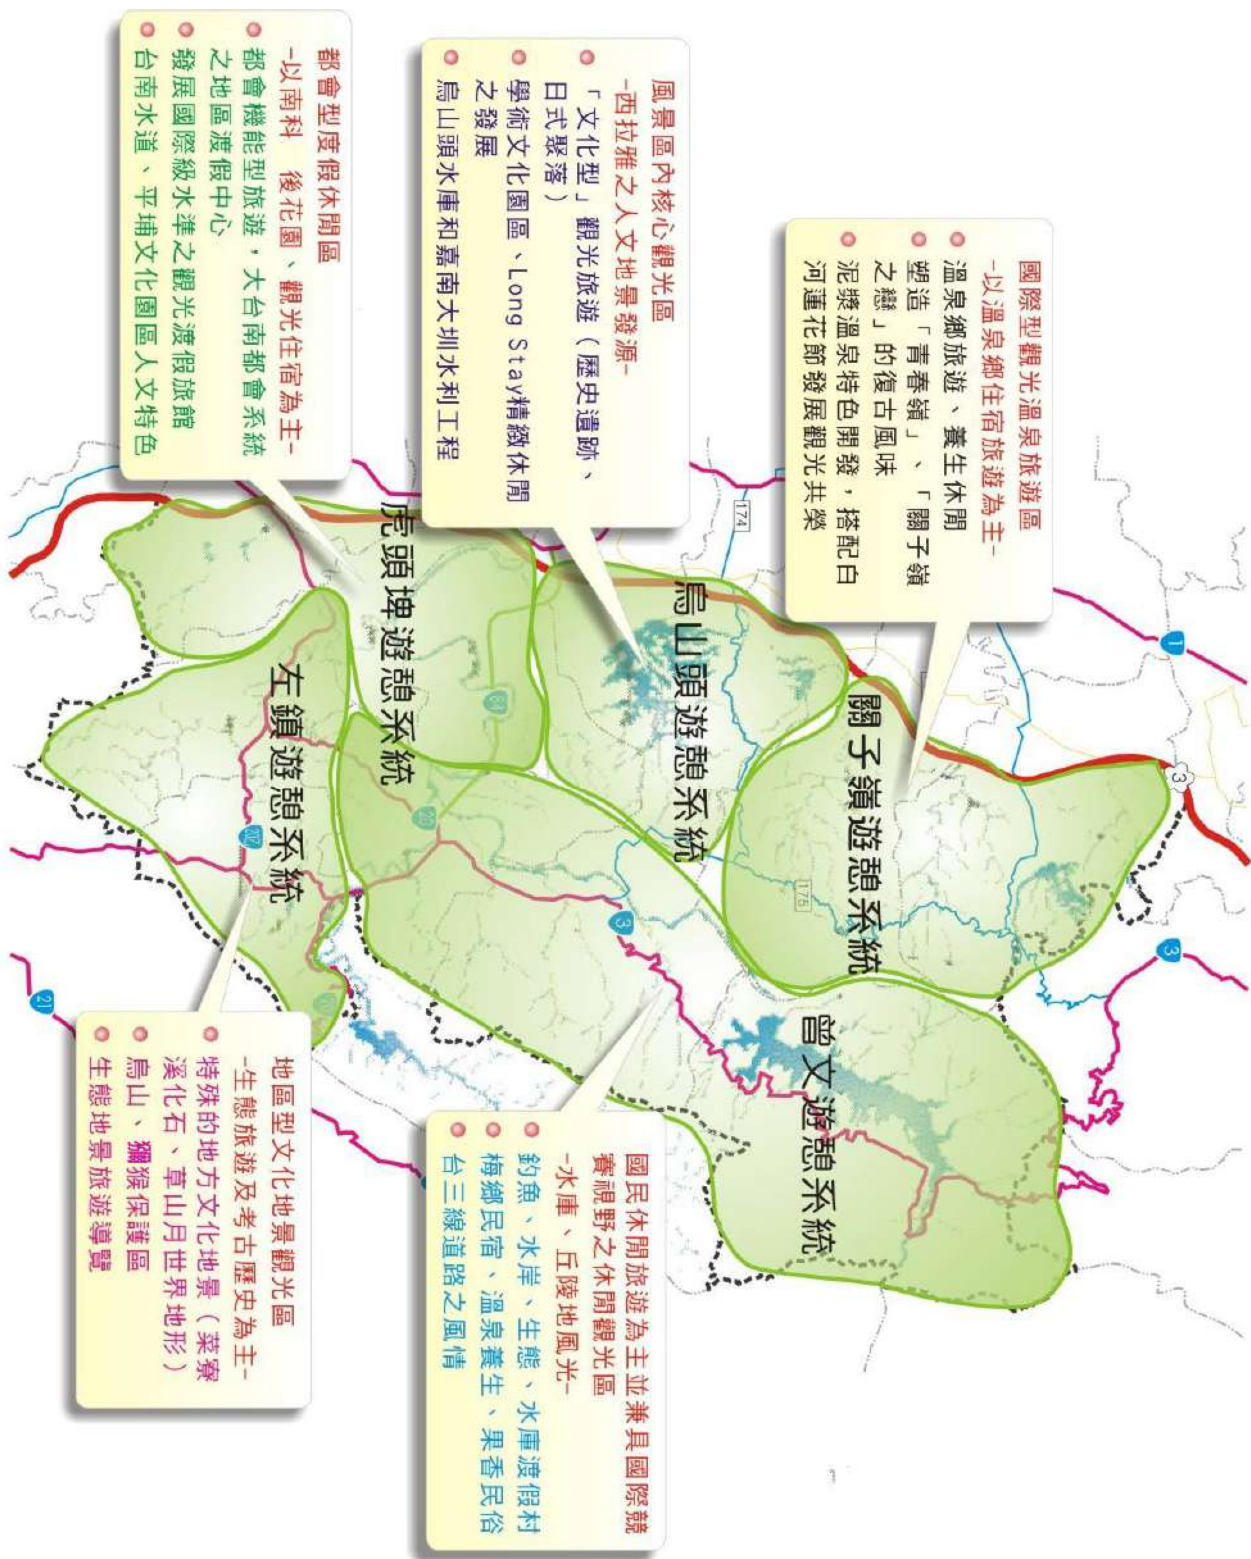 國際型觀光溫泉旅遊區
-以溫泉鄉住宿旅遊為主-
溫泉鄉旅遊、養生休閒
塑造「青春嶺」、「關子嶺
之戀」的復古風味
泥漿溫泉特色開發，搭配白
河蓮花節發展觀光共榮
風景區內核心觀光區
-西拉雅之人文地景發源-
「文化型」觀光旅遊（歷史遺跡、
日式聚落）
學術文化園區、Long Stay精緻休閒
之發展
烏山頭水庫和嘉南大圳水利工程
都會型度假休閒區
-以南科　後花園、觀光住宿為主-
都會機能型旅遊，大台南都會系統
之地區渡假中心
發展國際級水準之觀光渡假旅館
台南水道、平埔文化園區人文特色
國民休閒旅遊為主並兼具國際競
賽視野之休閒觀光區
-水庫、丘陵地風光-
釣魚、水岸、生態、水庫渡假村
梅鄉民宿、溫泉養生、果香民俗
台三線道路之風情
地區型文化地景觀光區
-生態旅遊及考古歷史為主-
特殊的地方文化地景（菜寮
溪化石、草山月世界地形）
烏山、獼猴保護區
生態地景旅遊導覽
關子嶺遊憩系統
烏山頭遊憩系統
曾文遊憩系統
虎頭埤遊憩系統
左鎮遊憩系統
1
3
3
3
174
175
84
20
20
21